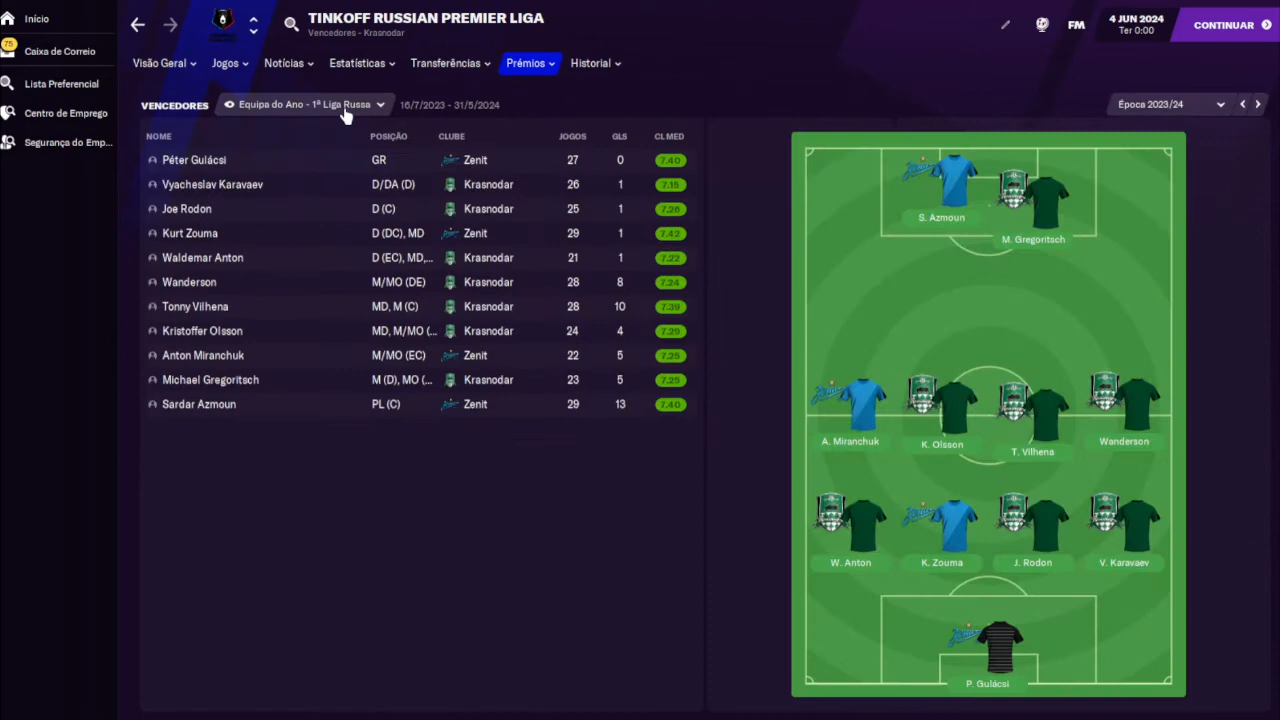 Início
75
Caixa de Correio
Lista Preferencial
Centro de Emprego
Segurança do Emp...
TINKOFF RUSSIAN PREMIER LIGA
Vencedores - Krasnodar
FM
4 JUN 2024
Ter 0:00
CONTINUAR
Visão Geral
Jogos
Notícias
Estatísticas
Transferências
Prémios
Historial
VENCEDORES
Equipa do Ano - 1ª Liga Russa
16/7/2023 - 31/5/2024
Época 2023/24
NOME POSIÇÃO CLUBE JOGOS GLS CL MED
Péter Gulácsi GR Zenit 27 0 7.40
Vyacheslav Karavaev D/DA (D) Krasnodar 26 1 7.15
Joe Rodon D (C) Krasnodar 25 1 7.26
Kurt Zouma D (DC), MD Zenit 29 1 7.42
Waldemar Anton D (EC), MD,... Krasnodar 21 1 7.22
Wanderson M/MO (DE) Krasnodar 28 8 7.24
Tonny Vilhena MD, M (C) Krasnodar 28 10 7.39
Kristoffer Olsson MD, M/MO (... Krasnodar 24 4 7.29
Anton Miranchuk M/MO (EC) Zenit 22 5 7.25
Michael Gregoritsch M (D), MO (... Krasnodar 23 5 7.25
Sardar Azmoun PL (C) Zenit 29 13 7.40
S. Azmoun
M. Gregoritsch
A. Miranchuk
K. Olsson
T. Vilhena
Wanderson
W. Anton
K. Zouma
J. Rodon
V. Karavaev
P. Gulácsi